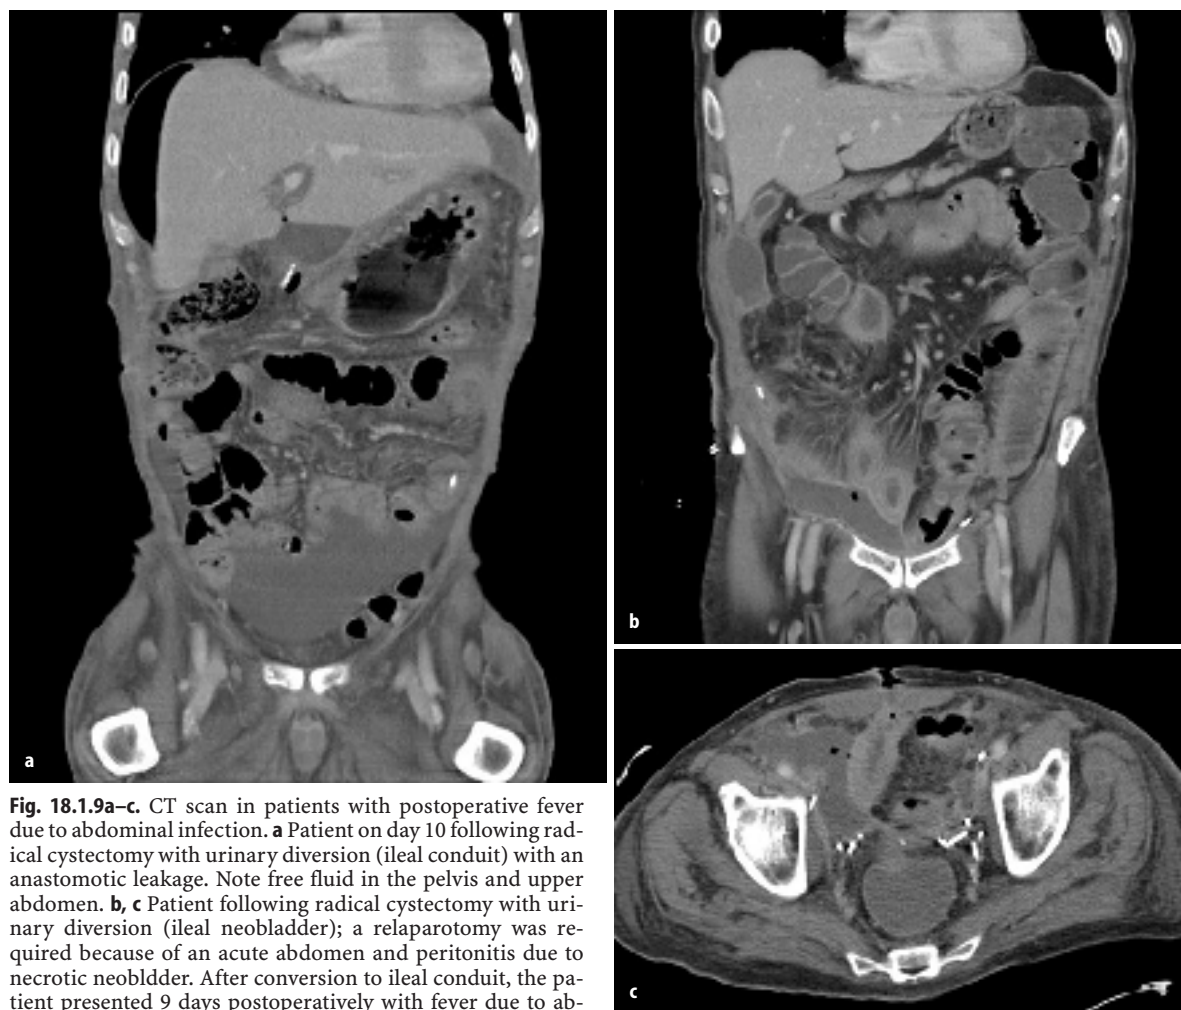 a
b
c
Fig. 18.1.9a–c. CT scan in patients with postoperative fever
due to abdominal infection. a Patient on day 10 following rad-
ical cystectomy with urinary diversion (ileal conduit) with an
anastomotic leakage. Note free fluid in the pelvis and upper
abdomen. b, c Patient following radical cystectomy with uri-
nary diversion (ileal neobladder); a relaparotomy was re-
quired because of an acute abdomen and peritonitis due to
necrotic neobldder. After conversion to ileal conduit, the pa-
tient presented 9 days postoperatively with fever due to ab-